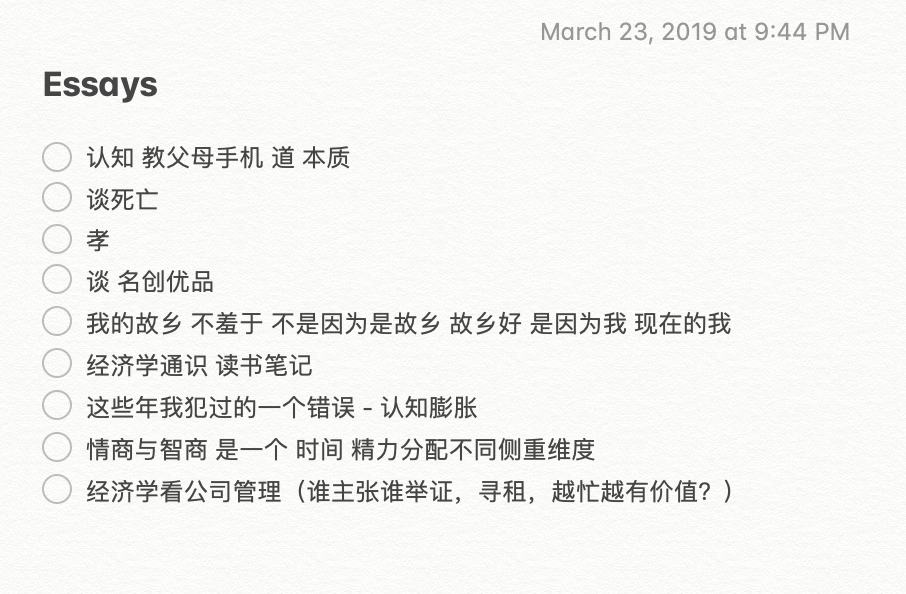 March 23, 2019 at 9:44 PM
Essays
认知 教父母手机 道 本质
谈死亡
孝
谈 名创优品
我的故乡 不羞于 不是因为是故乡 故乡好 是因为我 现在的我
经济学通识 读书笔记
这些年我犯过的一个错误 - 认知膨胀
情商与智商 是一个 时间 精力分配不同侧重维度
经济学看公司管理（谁主张谁举证，寻租，越忙越有价值？）